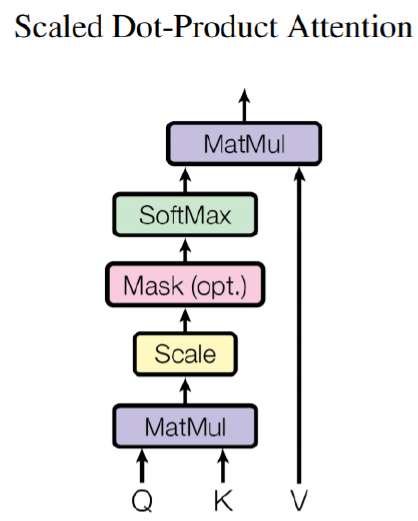 Scaled Dot-Product Attention
MatMul
SoftMax
Mask (opt.)
Scale
MatMul
Q K V